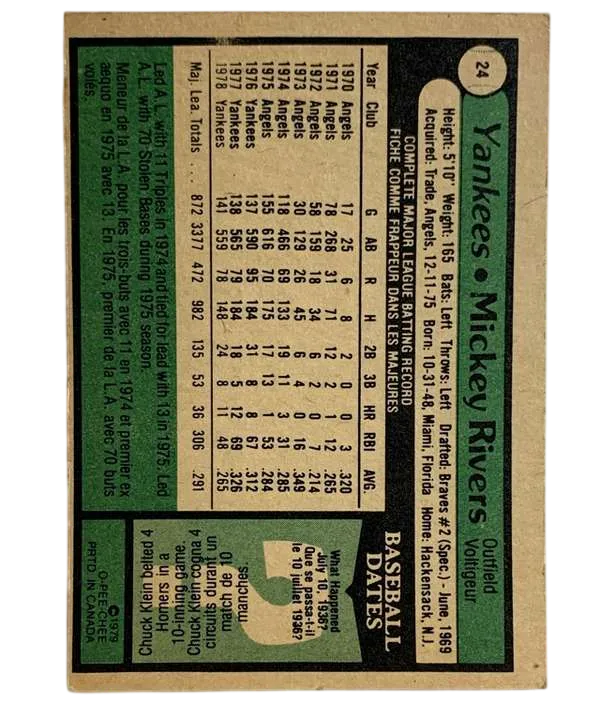 24
Yankees • Mickey Rivers Outfield
Voltigeur
Height: 5'10" Weight: 165 Bats: Left Throws: Left Drafted: Braves #2 (Spec.) - June, 1969
Acquired: Trade, Angels, 12-11-75 Born: 10-31-48, Miami, Florida Home: Hackensack, N.J.
COMPLETE MAJOR LEAGUE BATTING RECORD
FICHE COMME FRAPPEUR DANS LES MAJEURES
Year Club G AB R H 2B 3B HR RBI AVG.
1970 Angels 17 25 6 8 2 0 0 3 .320
1971 Angels 78 268 31 71 12 2 1 12 .265
1972 Angels 58 159 18 34 6 2 0 7 .214
1973 Angels 30 129 26 45 6 4 0 16 .349
1974 Angels 118 466 69 133 19 11 3 31 .285
1975 Angels 155 616 70 175 17 13 1 53 .284
1976 Yankees 137 590 95 184 31 8 8 67 .312
1977 Yankees 138 565 79 184 18 5 12 69 .326
1978 Yankees 141 559 78 148 24 8 11 48 .265
Maj. Lea. Totals . . . 872 3377 472 982 135 53 36 306 .291
Led A.L. with 11 Triples in 1974 and tied for lead with 13 in 1975. Led
A.L. with 70 Stolen Bases during 1975 season.
Meneur de la L.A. pour les trois-buts avec 11 en 1974 et premier ex
aequo en 1975 avec 13. En 1975, premier de la L.A. avec 70 buts
volés.
BASEBALL
DATES
What Happened
July 10, 1936?
Que se passa-t-il
le 10 juillet 1936?
Chuck Klein belted 4
Homers in a
10-inning game.
Chuck Klein cogna 4
circuits durant un
match de 10
manches
©1979
O-PEE-CHEE
PRTD. IN CANADA